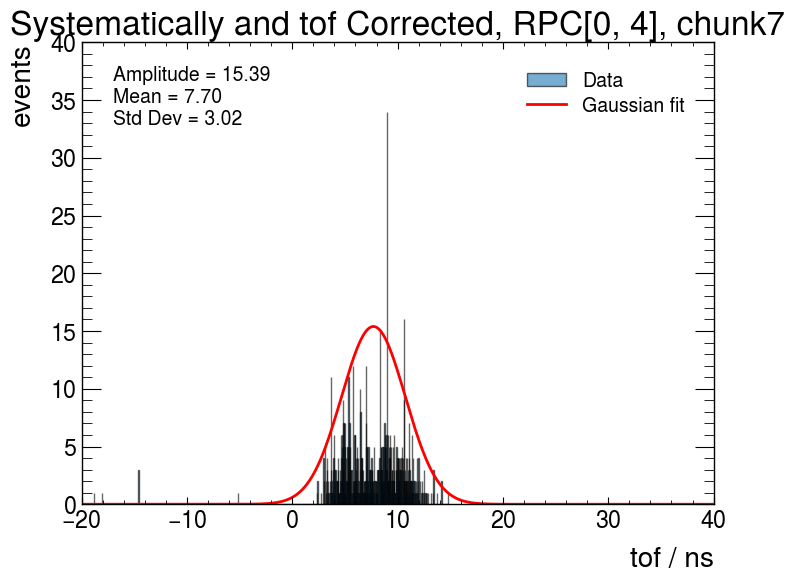 Systematically and tof Corrected, RPC[0, 4], chunk7
events
40
35
30
25
20
15
10
5
0
Amplitude = 15.39
Mean = 7.70
Std Dev = 3.02
Data
Gaussian fit
−20 −10 0 10 20 30 40
tof / ns